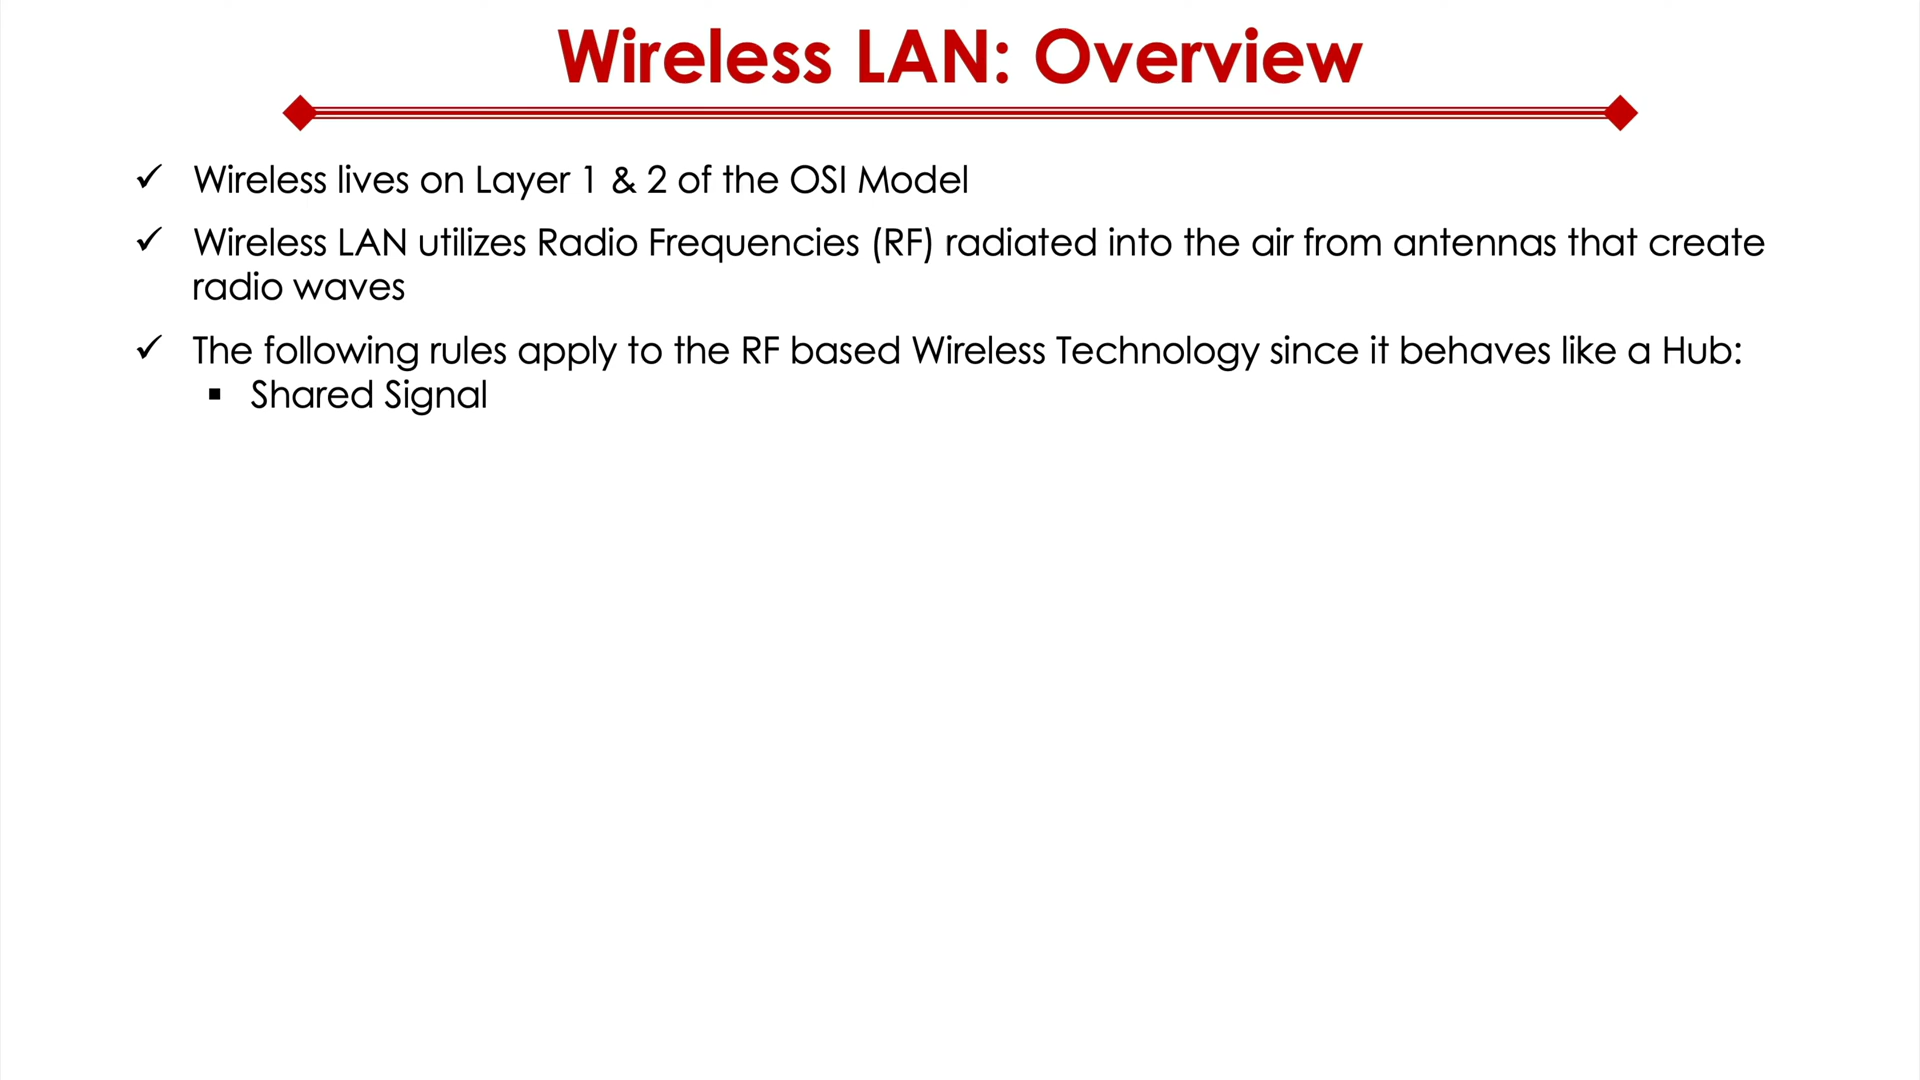 Wireless LAN: Overview
✓ Wireless lives on Layer 1 & 2 of the OSI Model
✓ Wireless LAN utilizes Radio Frequencies (RF) radiated into the air from antennas that create
radio waves
✓ The following rules apply to the RF based Wireless Technology since it behaves like a Hub:
▪ Shared Signal